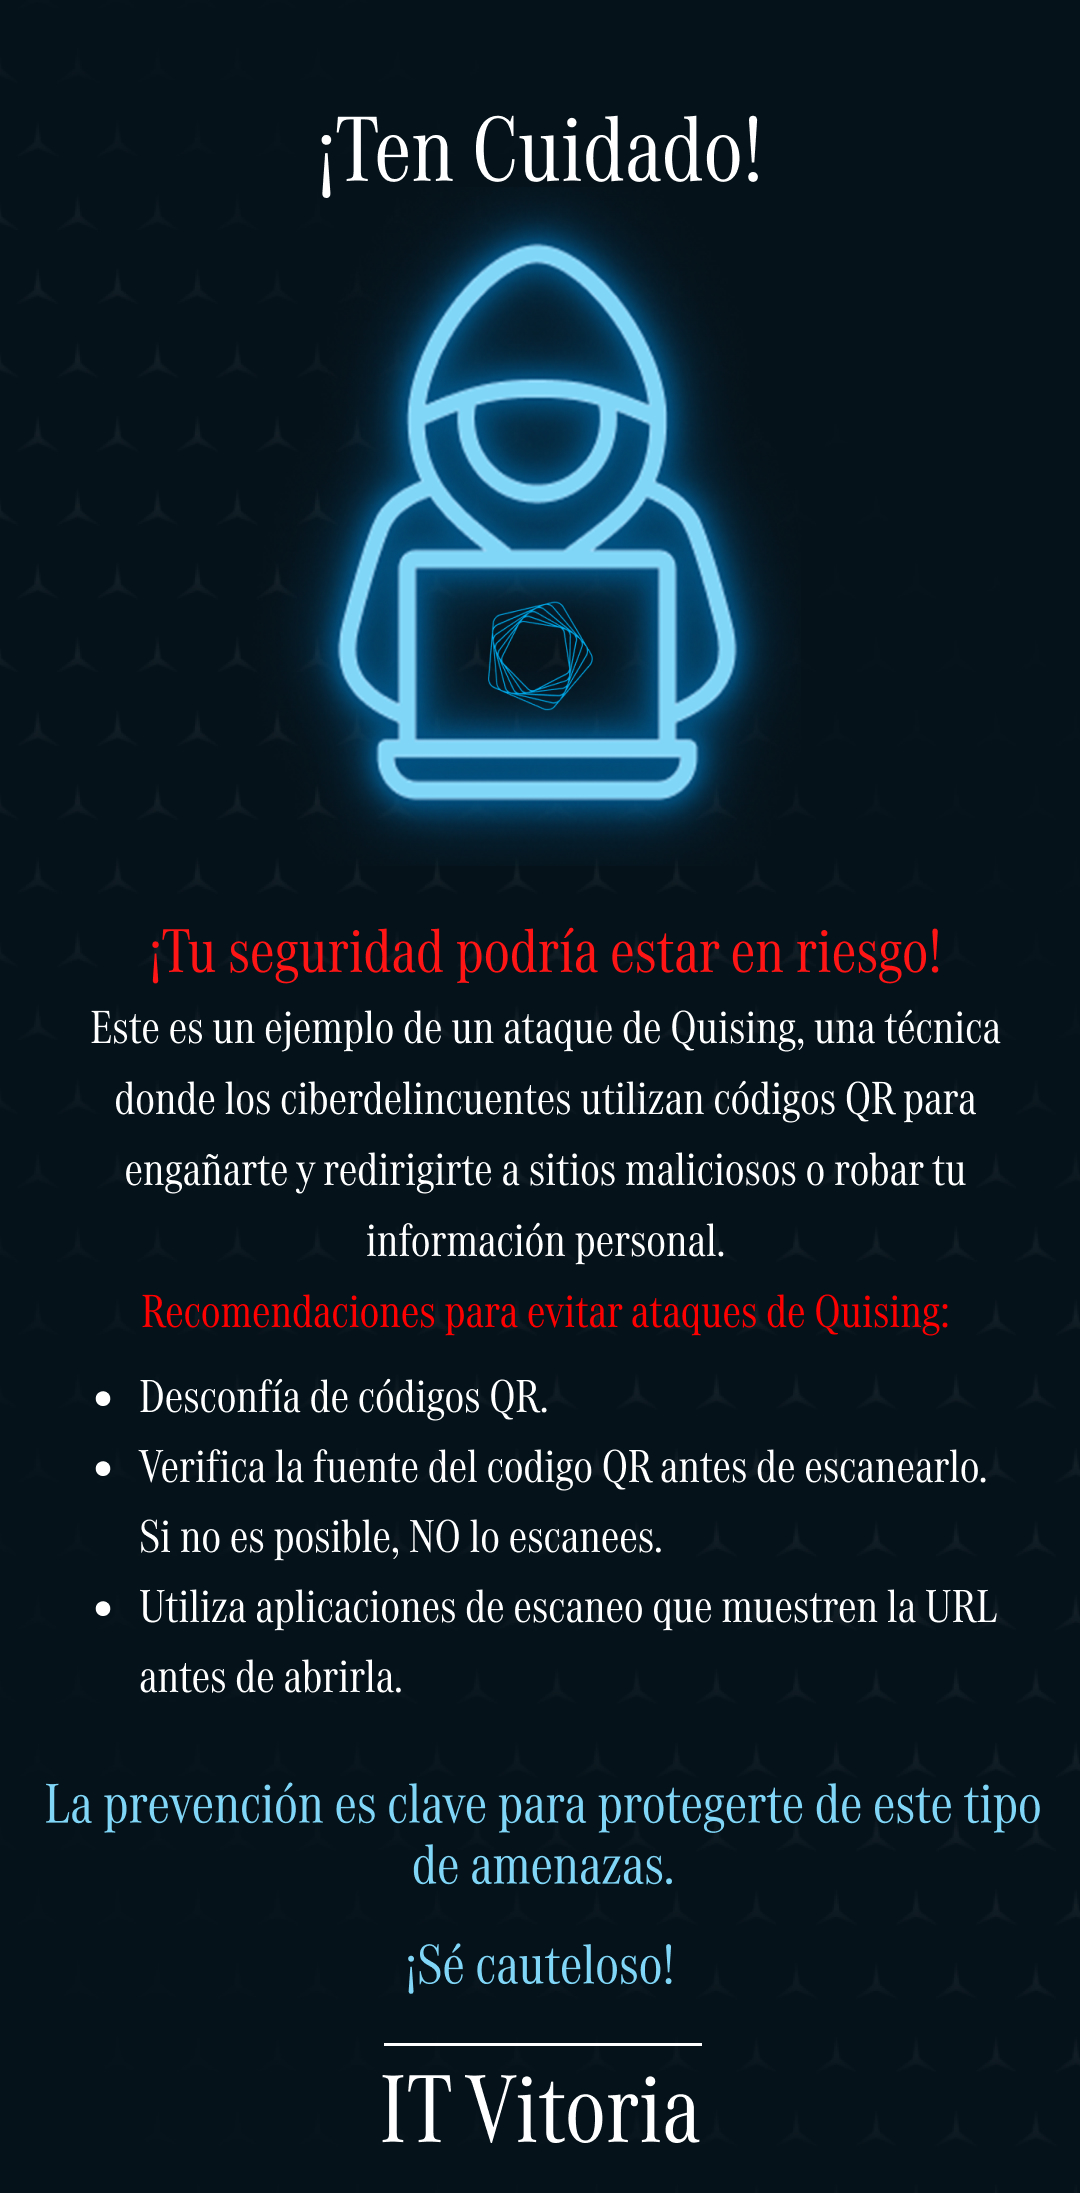 ¡Ten Cuidado!
¡Tu seguridad podría estar en riesgo!
Este es un ejemplo de un ataque de Quising, una técnica
donde los ciberdelincuentes utilizan códigos QR para
engañarte y redirigirte a sitios maliciosos o robar tu
información personal.
Recomendaciones para evitar ataques de Quising:
• Desconfía de códigos QR.
• Verifica la fuente del codigo QR antes de escanearlo.
Si no es posible, NO lo escanees.
• Utiliza aplicaciones de escaneo que muestren la URL
antes de abrirla.
La prevención es clave para protegerte de este tipo
de amenazas.
¡Sé cauteloso!
IT Vitoria